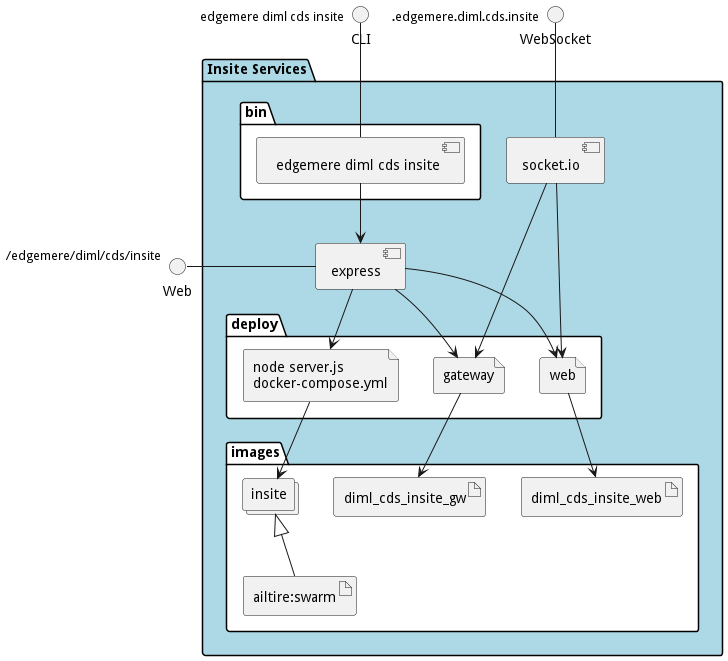 edgemere diml cds insite
CLI
.edgemere.diml.cds.insite
WebSocket
Insite Services
bin
edgemere diml cds insite
socket.io
/edgemere/diml/cds/insite
Web
express
deploy
node server.js
docker-compose.yml
gateway
web
images
insite
diml_cds_insite_gw
diml_cds_insite_web
ailtire:swarm